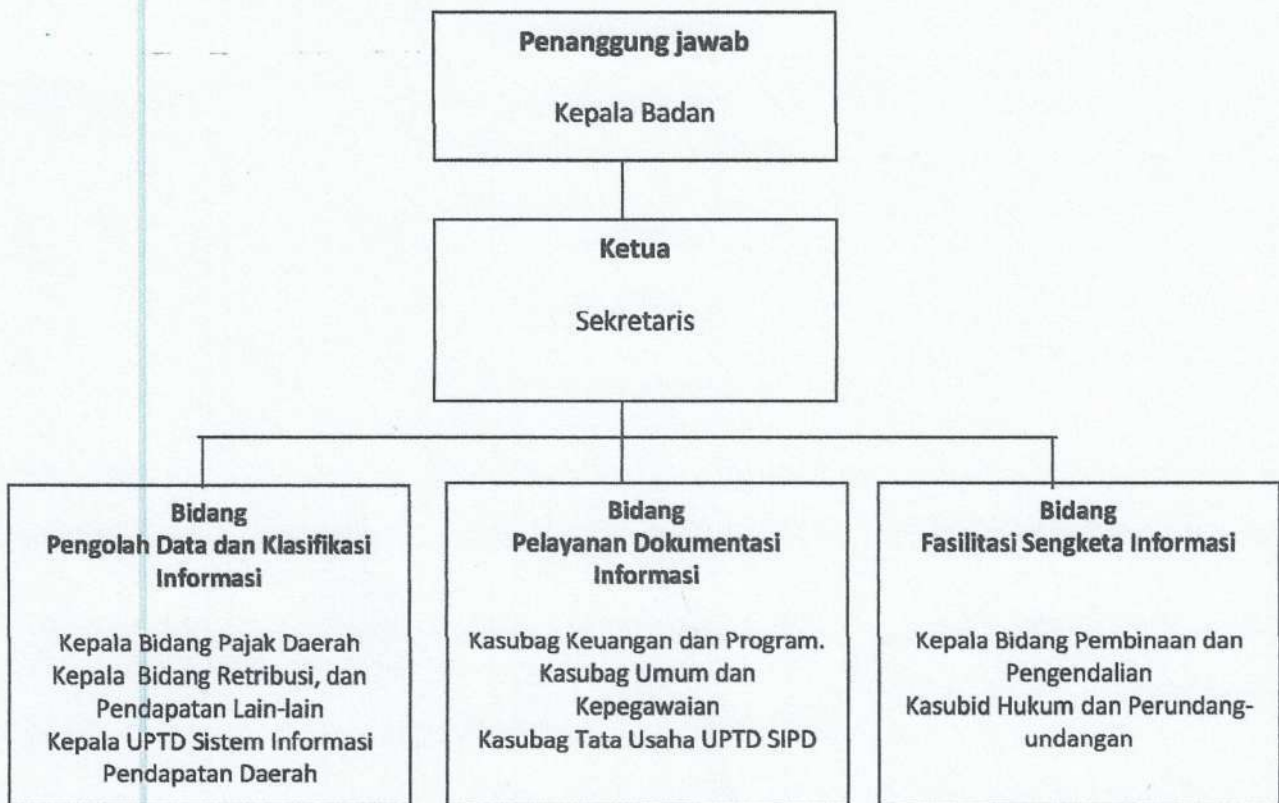 Penanggung jawab
Kepala Badan
Ketua
Sekretaris
Bidang
Pengolah Data dan Klasifikasi
Informasi
Kepala Bidang Pajak Daerah
Kepala Bidang Retribusi, dan
Pendapatan Lain-lain
Kepala UPTD Sistem Informasi
Pendapatan Daerah
Bidang
Pelayanan Dokumentasi
Informasi
Kasubag Keuangan dan Program.
Kasubag Umum dan
Kepegawaian
Kasubag Tata Usaha UPTD SIPD
Bidang
Fasilitasi Sengketa Informasi
Kepala Bidang Pembinaan dan
Pengendalian
Kasubid Hukum dan Perundang-
undangan